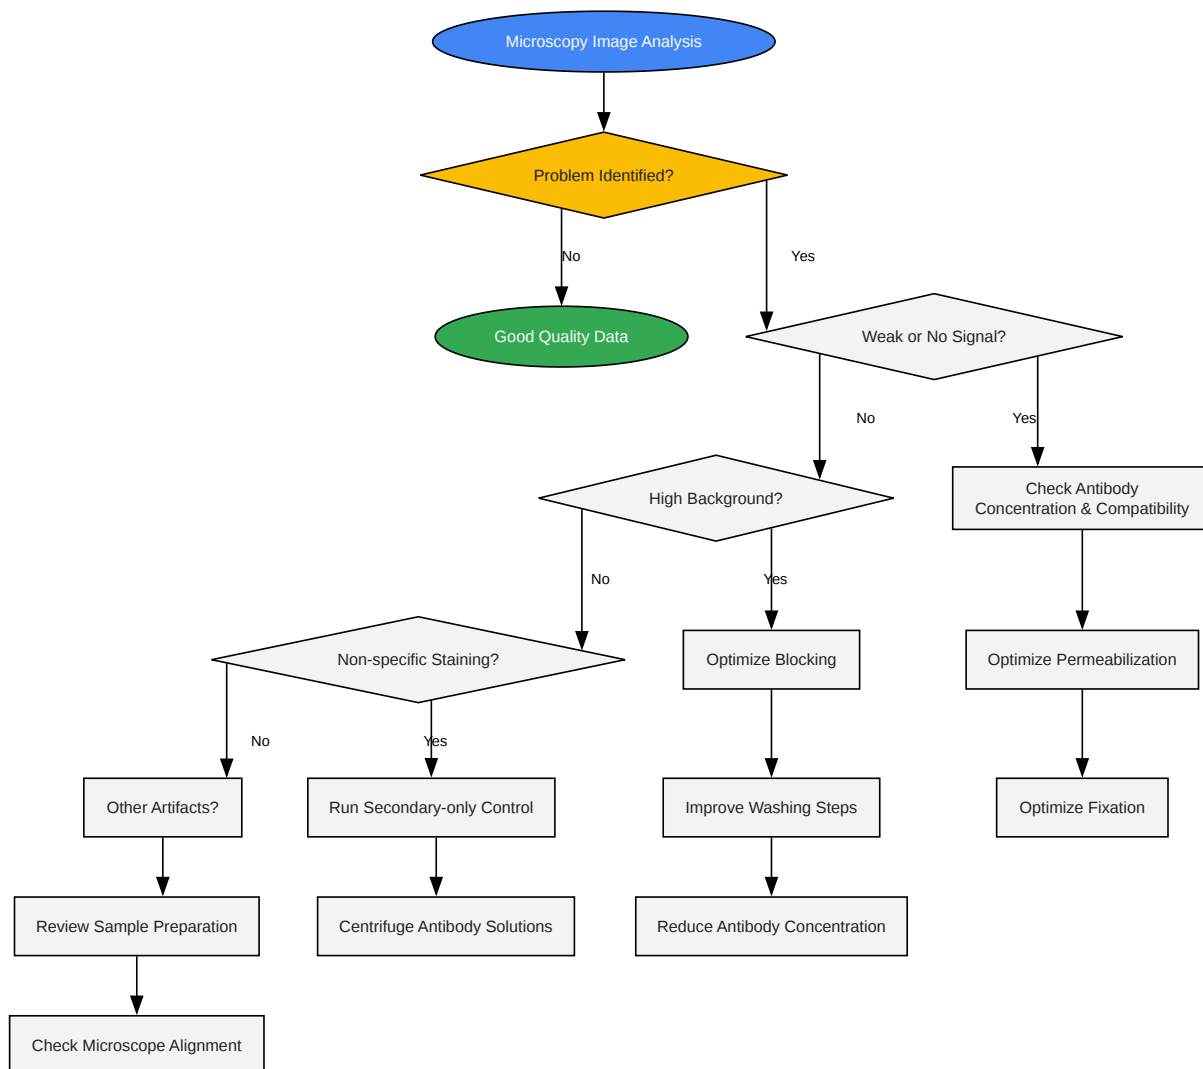 Microscopy Image Analysis
Problem Identified?
No
Yes
Good Quality Data
Weak or No Signal?
No
Yes
High Background?
Check Antibody
Concentration & Compatibility
No
Yes
Non-specific Staining?
Optimize Blocking
Optimize Permeabilization
No
Yes
Other Artifacts?
Run Secondary-only Control
Improve Washing Steps
Optimize Fixation
Review Sample Preparation
Centrifuge Antibody Solutions
Reduce Antibody Concentration
Check Microscope Alignment